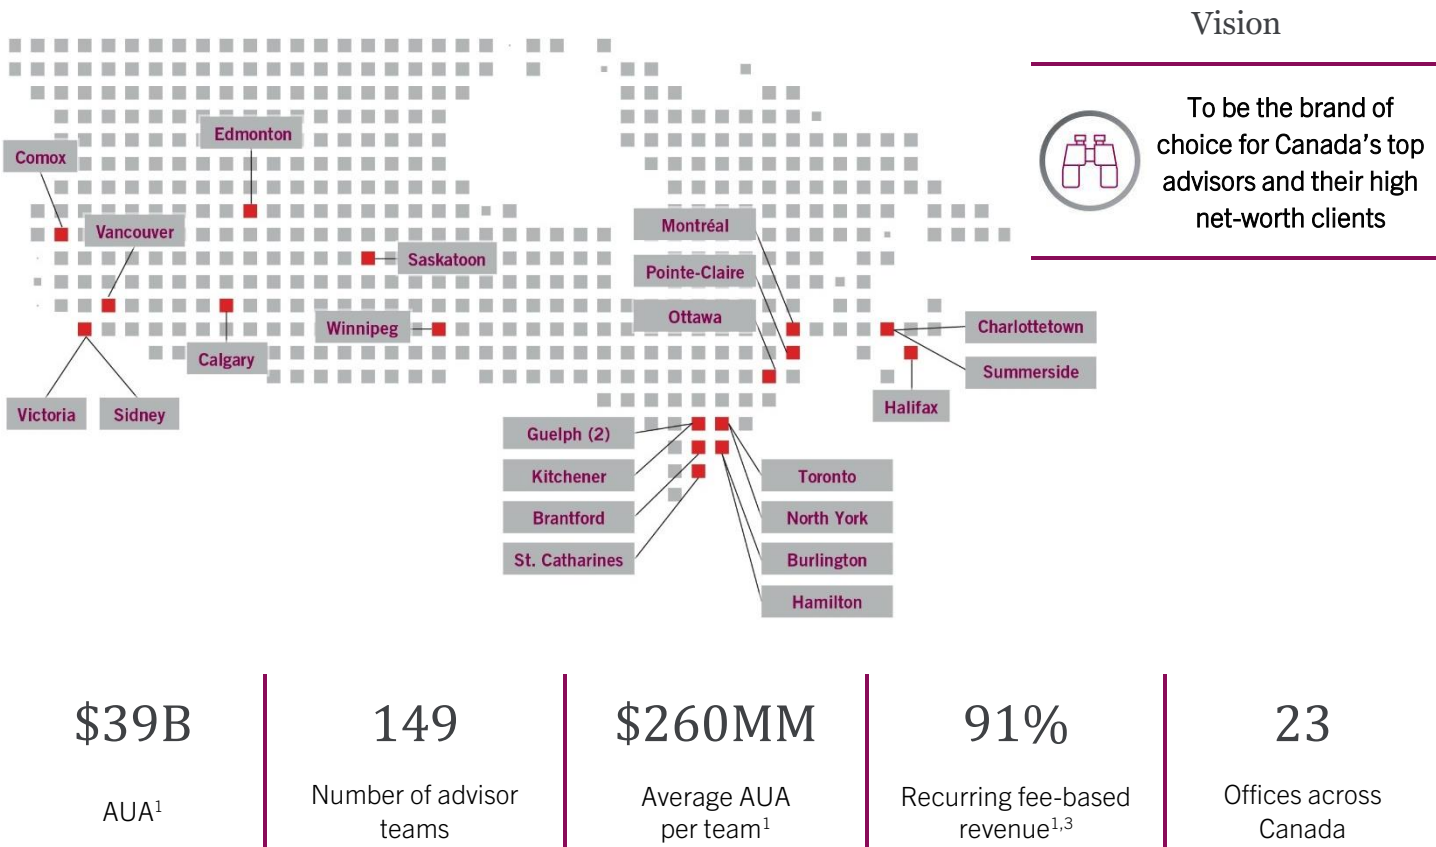 Vision
To be the brand of
choice for Canada's top
advisors and their high
net-worth clients
Edmonton
Comox
Vancouver
Saskatoon
Winnipeg
Calgary
Victoria
Sidney
Montréal
Pointe-Claire
Ottawa
Charlottetown
Summerside
Halifax
Guelph (2)
Kitchener
Brantford
St. Catharines
Toronto
North York
Burlington
Hamilton
$39B
AUA¹
149
Number of advisor
teams
$260MM
Average AUA
per team¹
91%
Recurring fee-based
revenue¹,³
23
Offices across
Canada